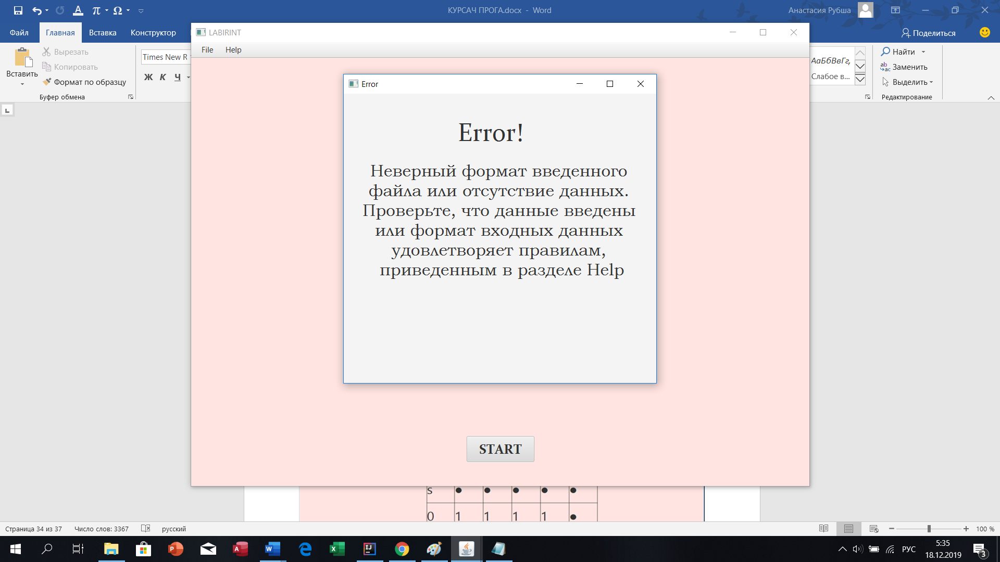 КУРСАЧ ПРОГА.docx - Word
Анастасия Рубша
Файл
Главная
Вставка
Конструктор
Поделиться
Вставить
Вырезать
Копировать
Формат по образцу
Буфер обмена
Times New R
Ж К Ч
АаБбВвГг,
Слабое в...
Найти
Заменить
Выделить
Редактирование
LABIRINT
File Help
Error
Error!
Неверный формат введенного
файла или отсутствие данных.
Проверьте, что данные введены
или формат входных данных
удовлетворяет правилам,
приведенным в разделе Help
START
s • • • • •
0 1 1 1 1 •
Страница 34 из 37
Число слов: 3367
русский
100 %
РУС
5:35
18.12.2019
3